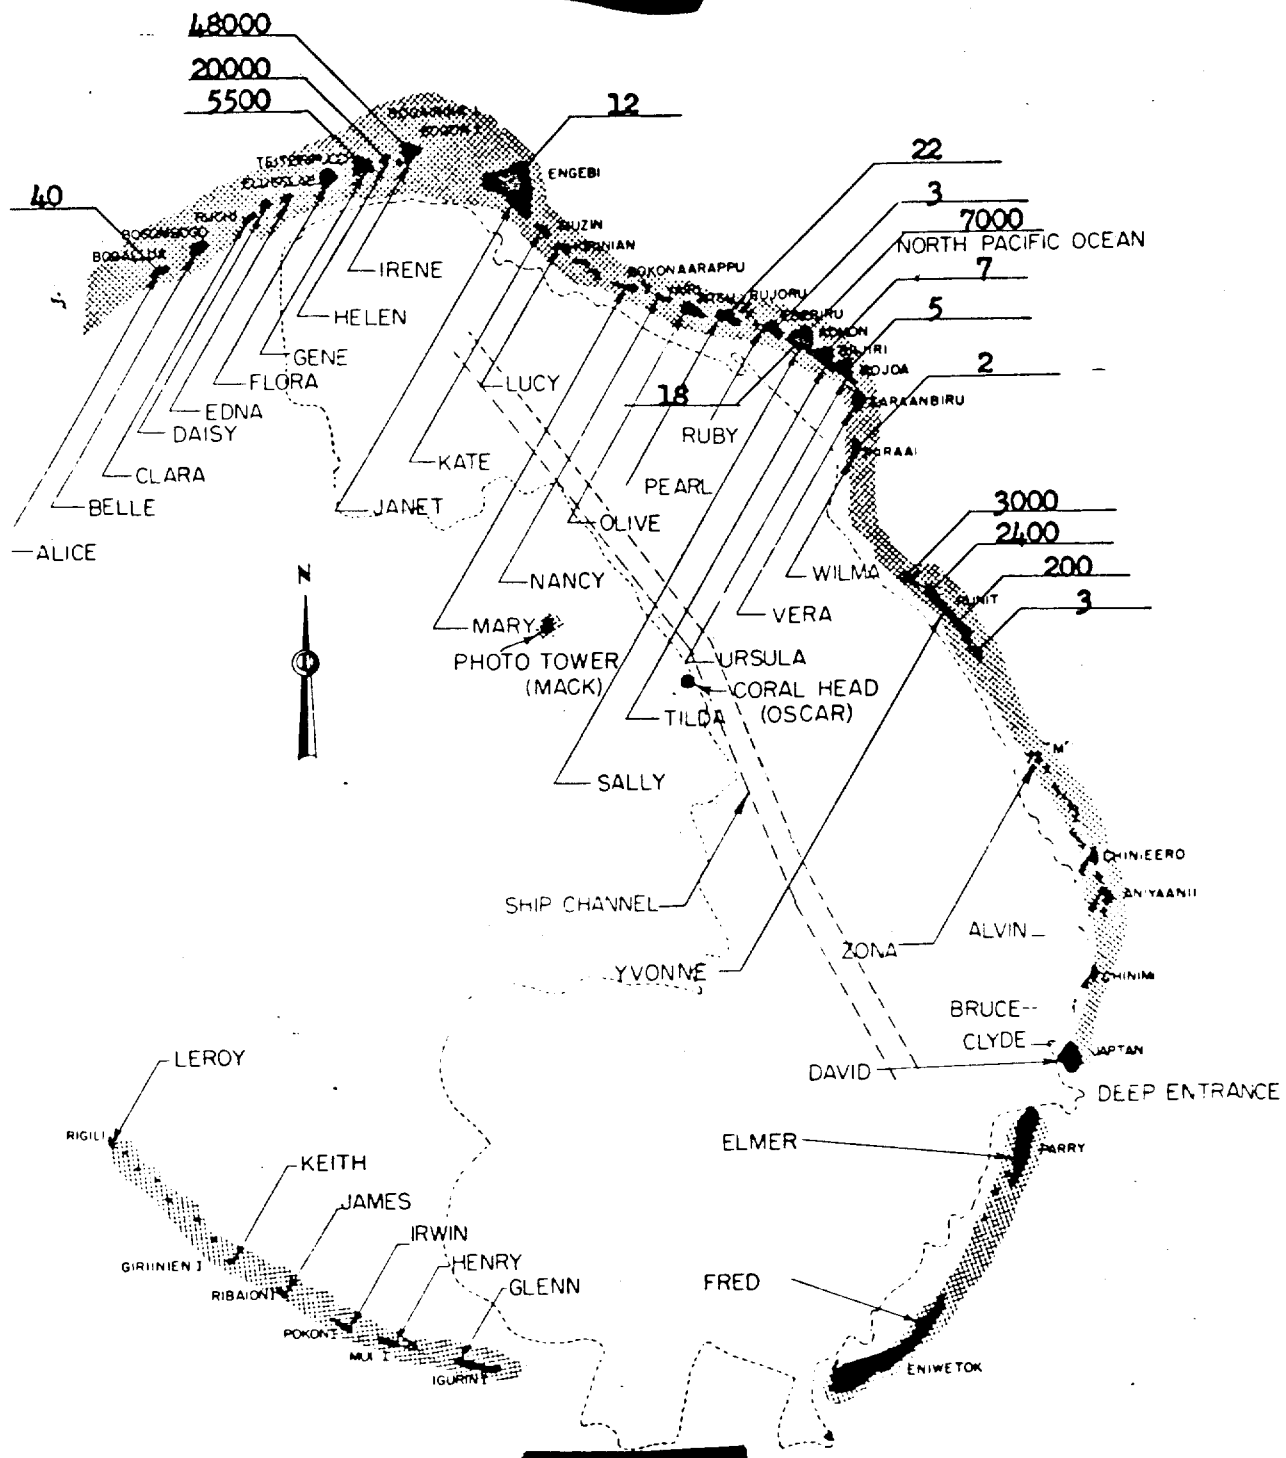 48000
20000
5500
12
22
3
7000
NORTH PACIFIC OCEAN
7
5
2
40
ENGEBI
BOGALLUA
BOKONAARAPPU
RUJORU
ZARAANBIRU
IRENE
HELEN
GENE
FLORA
EDNA
DAISY
CLARA
BELLE
ALICE
LUCY
KATE
JANET
18
RUBY
PEARL
OLIVE
NANCY
MARY
N
3000
2400
200
3
RUNIT
WILMA
VERA
URSULA
PHOTO TOWER
(MACK)
CORAL HEAD
(OSCAR)
TILDA
SALLY
SHIP CHANNEL
YVONNE
ZONA
CHINIEERO
ANIYAANII
ALVIN
CHINIMI
BRUCE
CLYDE
JAPTAN
DAVID
DEEP ENTRANCE
ELMER
PARRY
LEROY
RIGILI
KEITH
JAMES
IRWIN
HENRY
GLENN
GIRIINIEN I
RIBAION I
POKON I
MUI I
IGURIN I
FRED
ENIWETOK